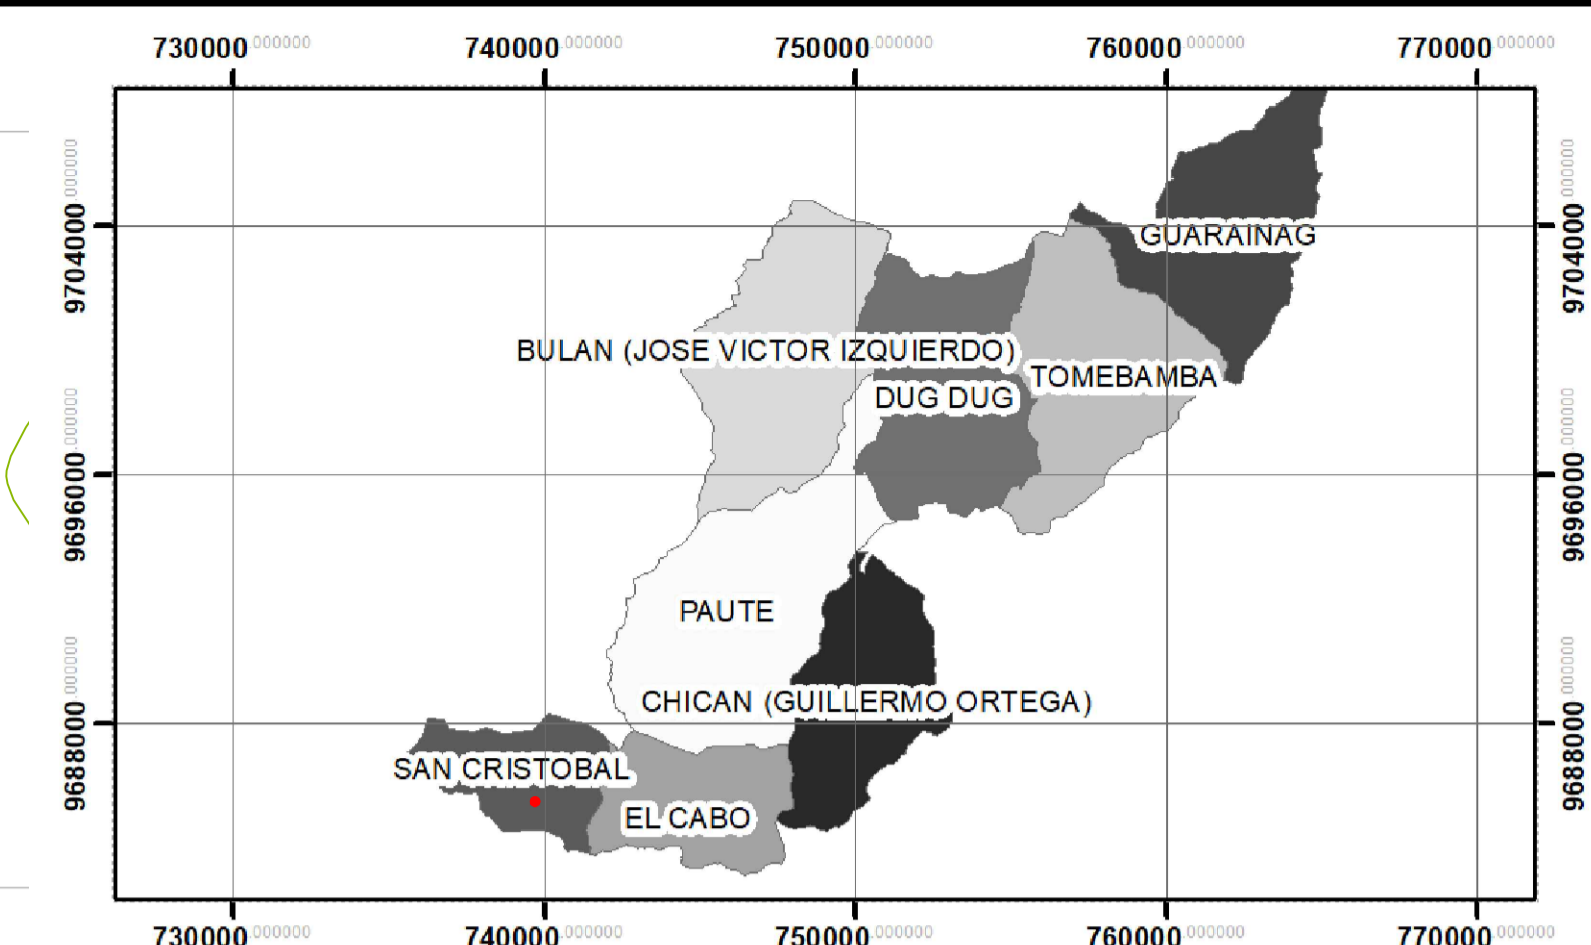 730000.000000 740000.000000 750000.000000 760000.000000 770000.000000
9704000.000000
9704000.000000
GUARAINAG
BULAN (JOSE VICTOR IZQUIERDO)
TOMEBAMBA
DUG DUG
9696000.000000
9696000.000000
PAUTE
CHICAN (GUILLERMO ORTEGA)
9688000.000000
9688000.000000
SAN CRISTOBAL
EL CABO
730000.000000 740000.000000 750000.000000 760000.000000 770000.000000